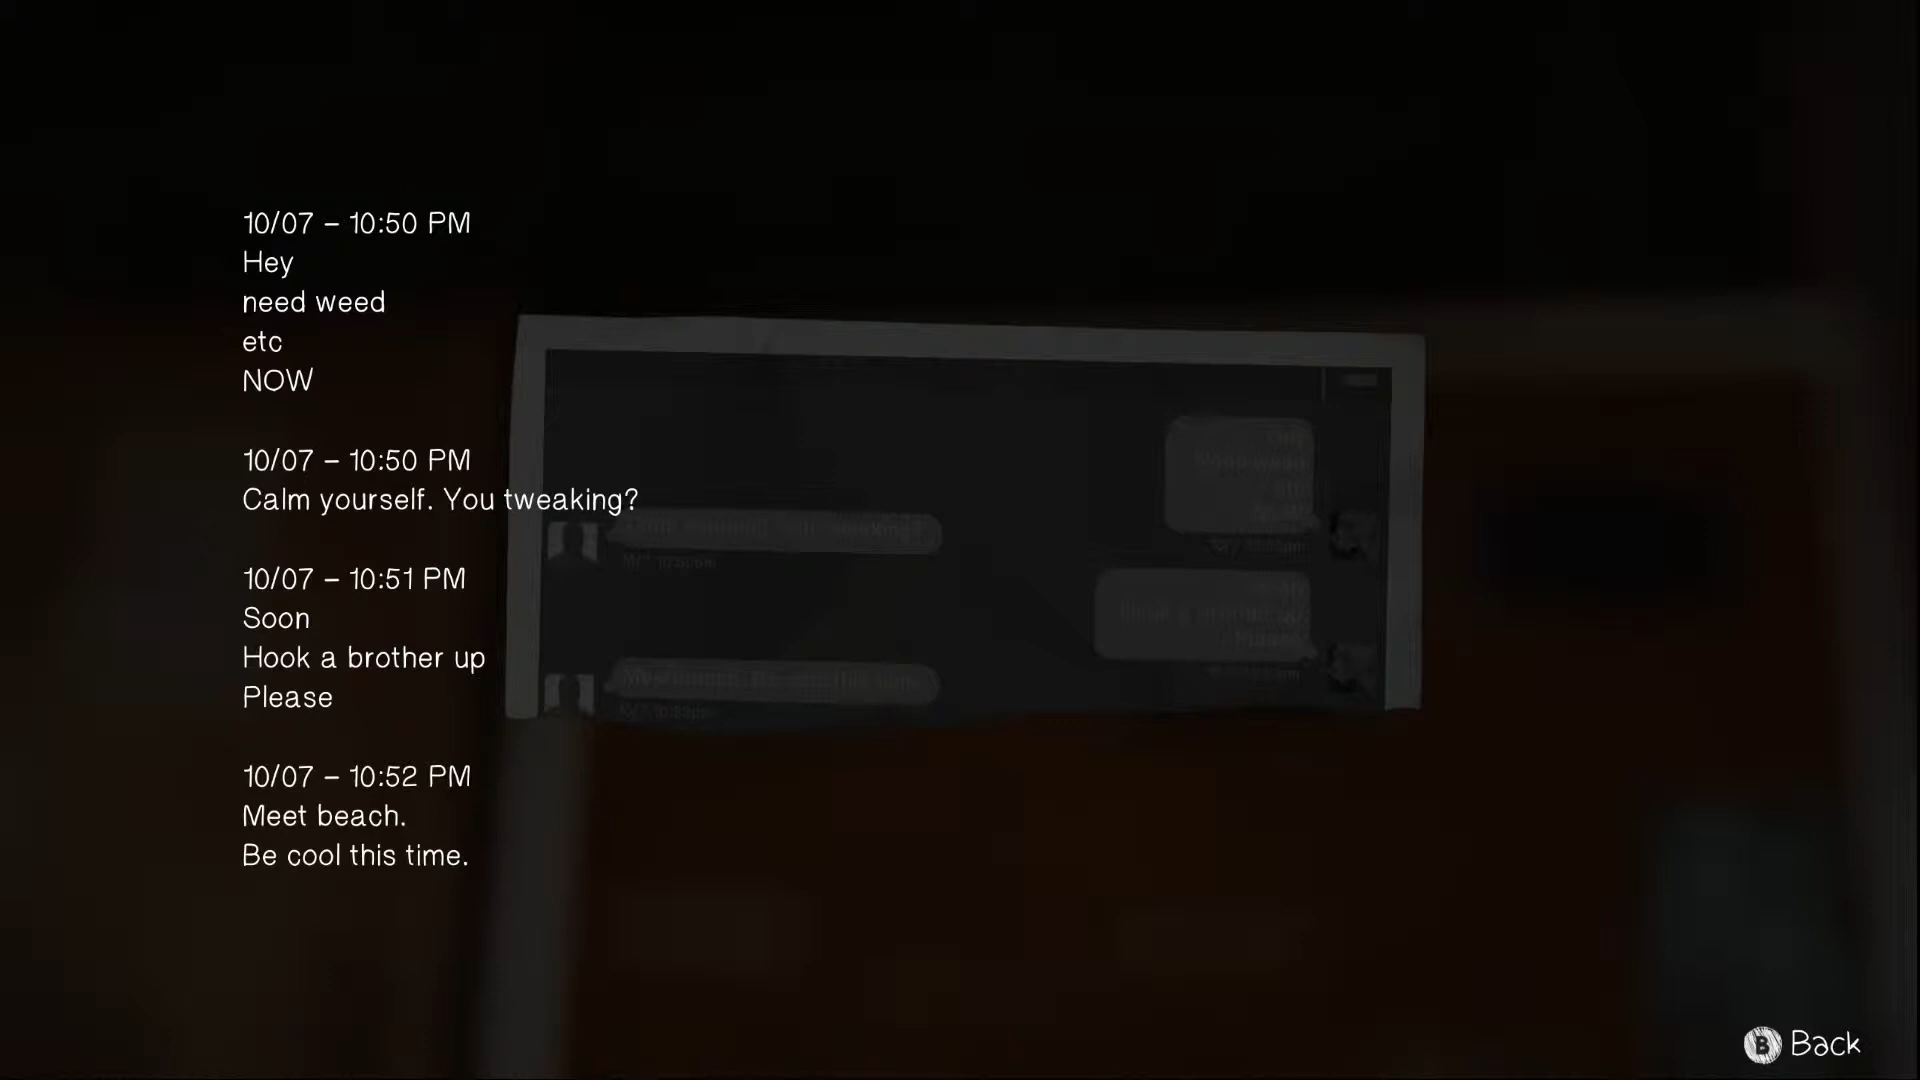 10/07 – 10:50 PM
Hey
need weed
etc
NOW
10/07 – 10:50 PM
Calm yourself. You tweaking?
10/07 – 10:51 PM
Soon
Hook a brother up
Please
10/07 – 10:52 PM
Meet beach.
Be cool this time.
B Back